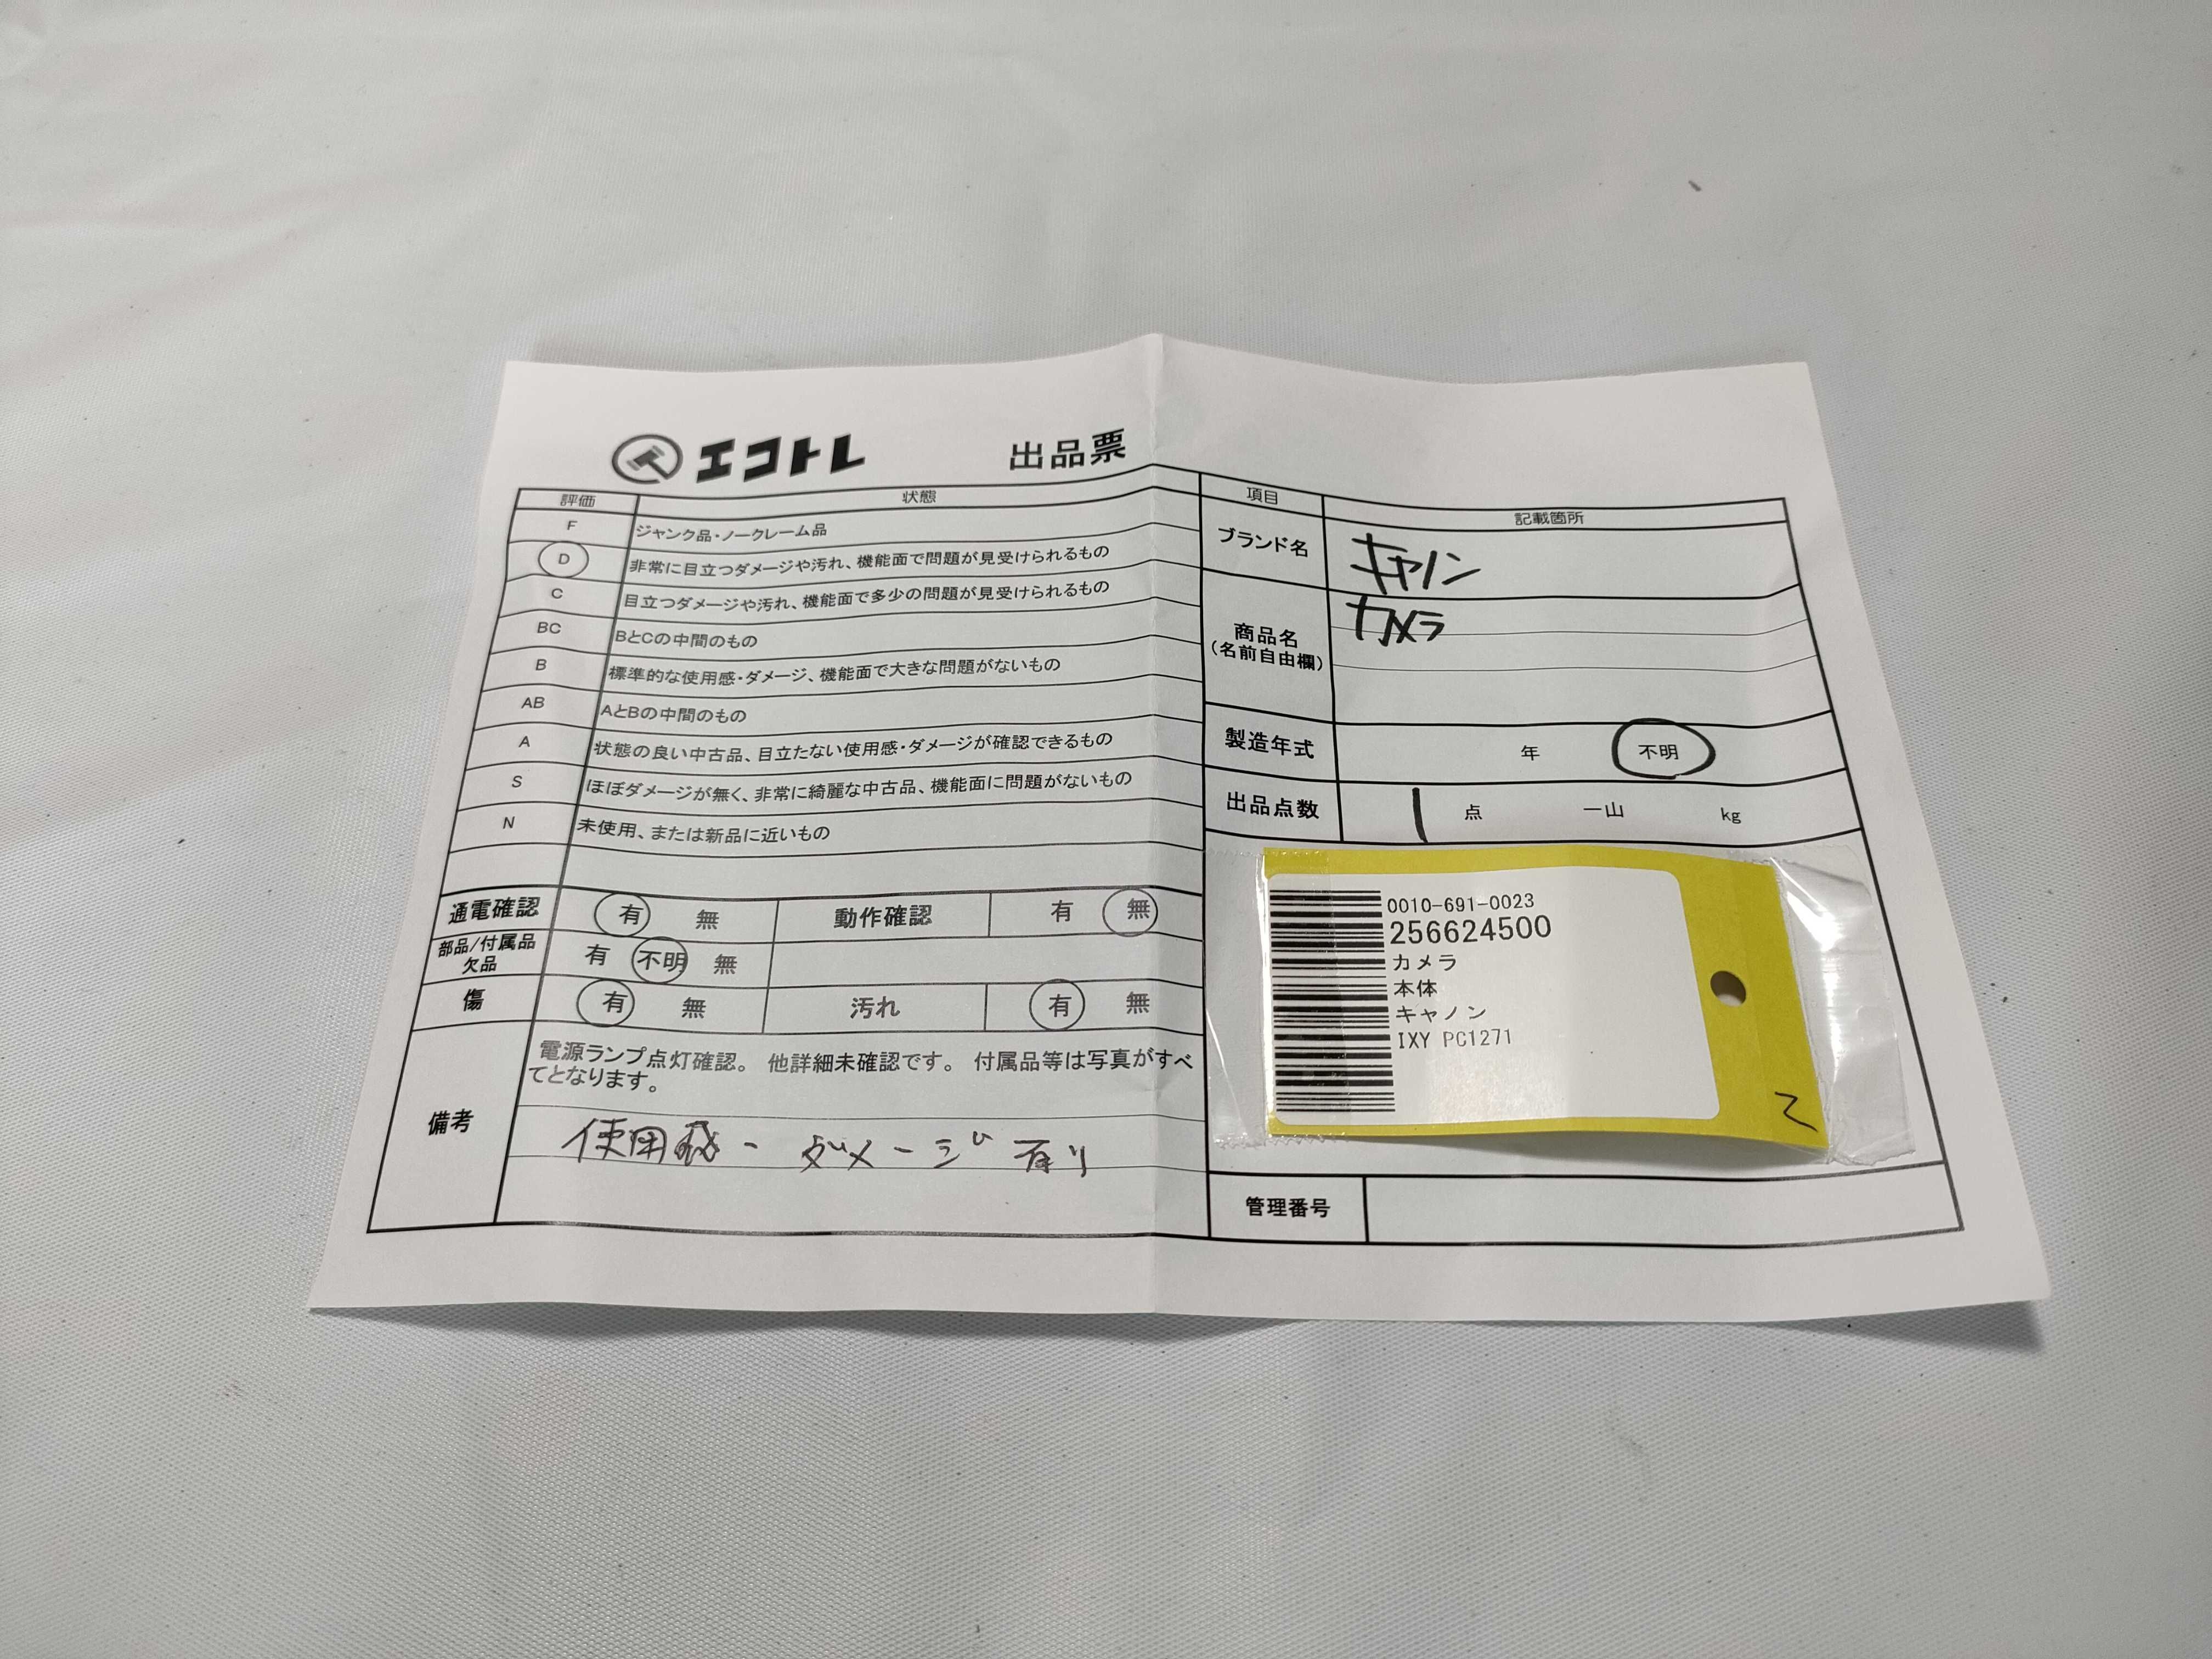 エコトレ 出品票
評価 状態
F ジャンク品・ノークレーム品
D 非常に目立つダメージや汚れ、機能面で問題が見受けられるもの
C 目立つダメージや汚れ、機能面で多少の問題が見受けられるもの
BC BとCの中間のもの
B 標準的な使用感・ダメージ、機能面で大きな問題がないもの
AB AとBの中間のもの
A 状態の良い中古品、目立たない使用感・ダメージが確認できるもの
S ほぼダメージが無く、非常に綺麗な中古品、機能面に問題がないもの
N 未使用、または新品に近いもの
通電確認 有 無 動作確認 有 無
部品/付属品
欠品 有 不明 無
傷 有 無 汚れ 有 無
備考
電源ランプ点灯確認。 他詳細未確認です。 付属品等は写真がすべ
てとなります。
使用感・ダメージ有り
項目 記載箇所
ブランド名 キヤノン
商品名
(名前自由欄)
カメラ
製造年式 年 不明
出品点数 1 点 一山 kg
0010-691-0023
256624500
カメラ
本体
キャノン
IXY PC1271
管理番号